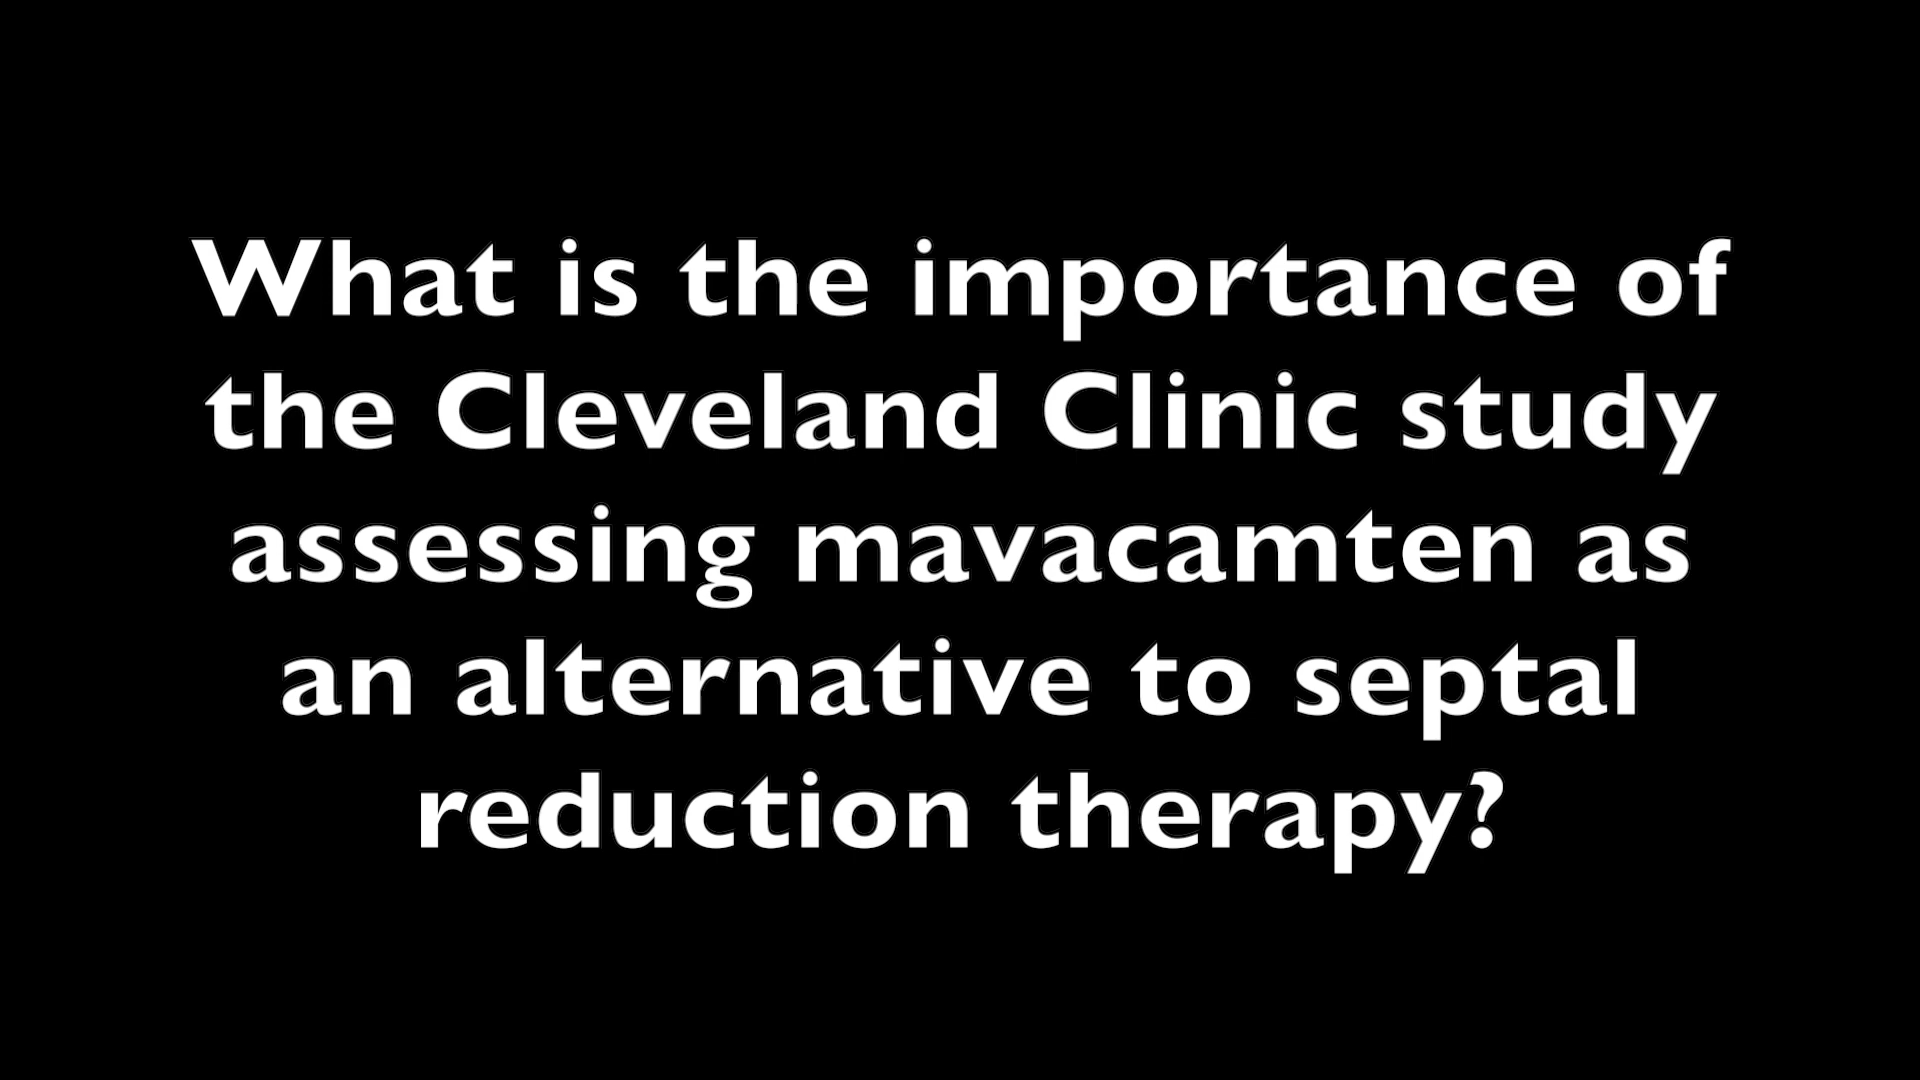 What is the importance of
the Cleveland Clinic study
assessing mavacamten as
an alternative to septal
reduction therapy?